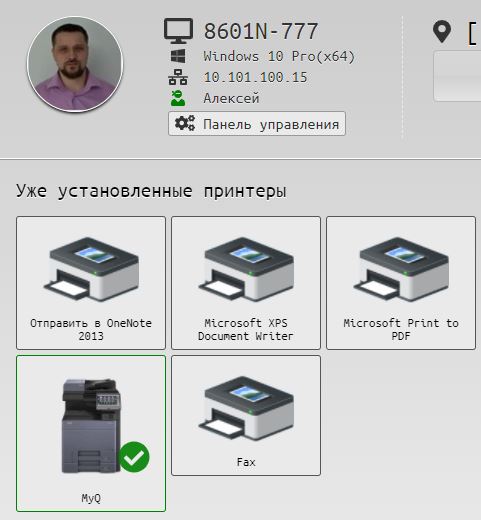 8601N-777
[
Windows 10 Pro(x64)
10.101.100.15
Алексей
Панель управления
Уже установленные принтеры
Отправить в OneNote
2013
Microsoft XPS
Document Writer
Microsoft Print to
PDF
MyQ
Fax